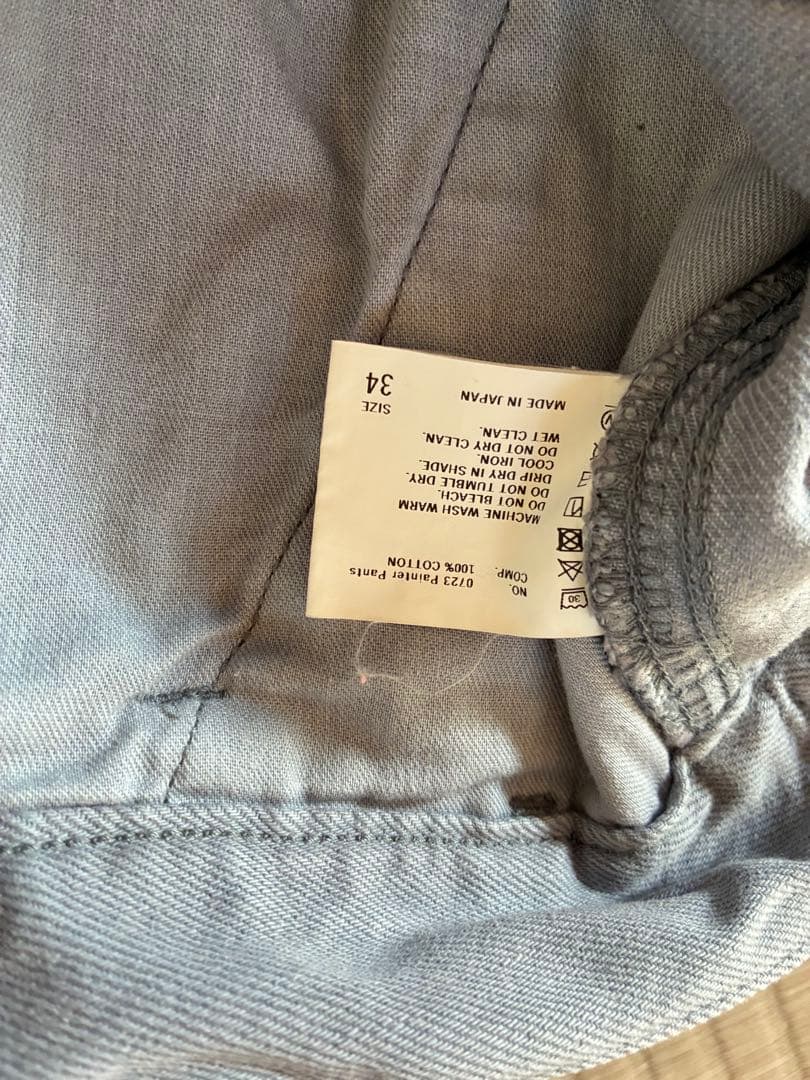 NO. 0723 Painter Pants
COMP. 100% COTTON
30
MACHINE WASH WARM
DO NOT BLEACH.
DO NOT TUMBLE DRY.
DRIP DRY IN SHADE.
COOL IRON.
DO NOT DRY CLEAN.
WET CLEAN.
MADE IN JAPAN
SIZE
34